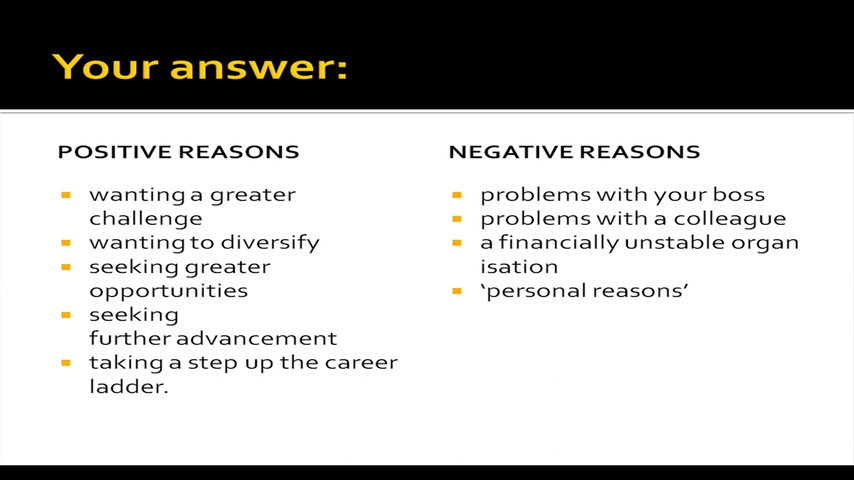 Your answer:
POSITIVE REASONS
wanting a greater
challenge
wanting to diversify
seeking greater
opportunities
seeking
further advancement
taking a step up the career
ladder.
NEGATIVE REASONS
problems with your boss
problems with a colleague
a financially unstable organ
isation
‘personal reasons’